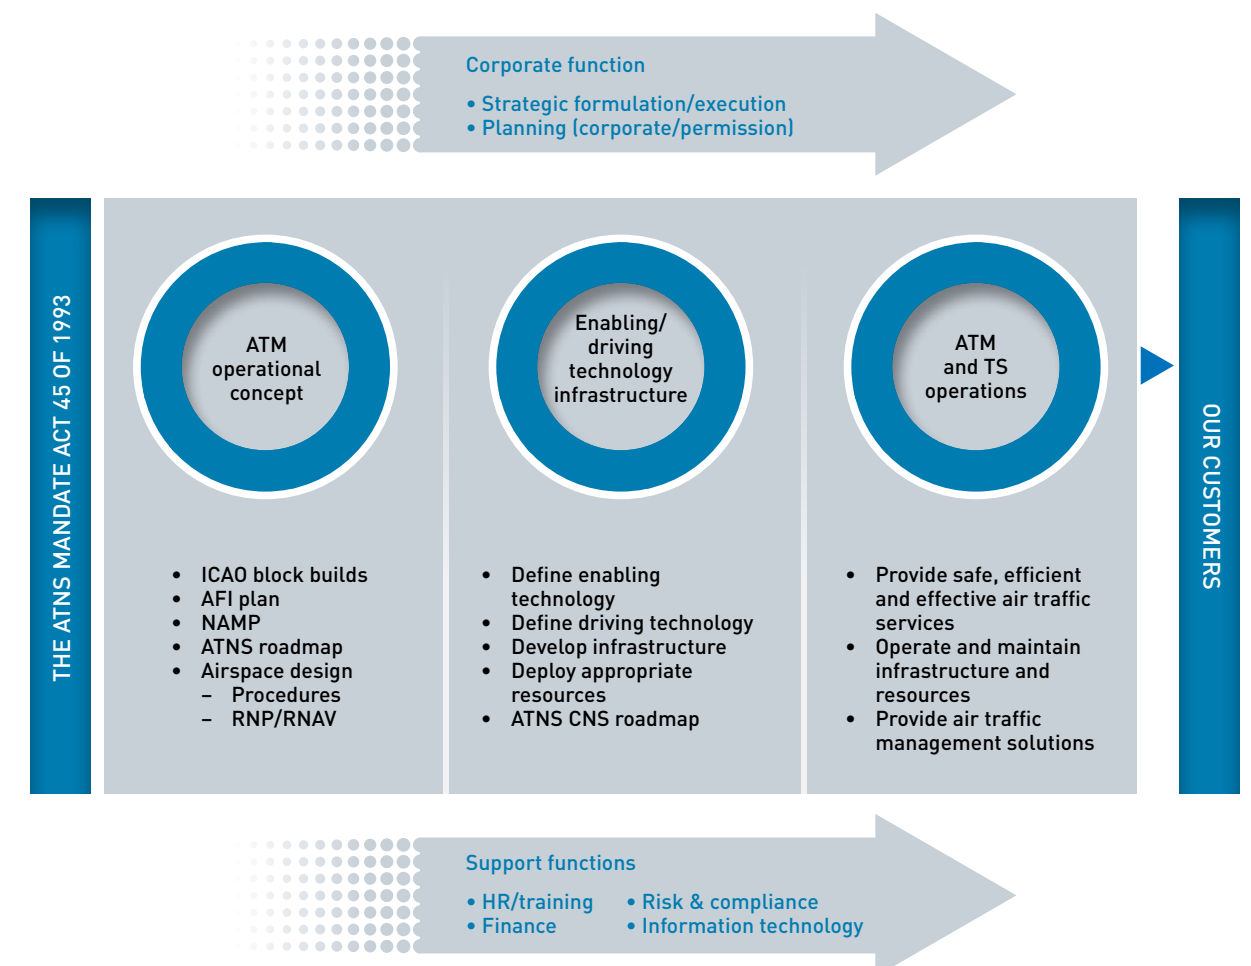 Corporate function
• Strategic formulation/execution
• Planning (corporate/permission)
THE ATNS MANDATE ACT 45 OF 1993
ATM
operational
concept
• ICAO block builds
• AFI plan
• NAMP
• ATNS roadmap
• Airspace design
– Procedures
– RNP/RNAV
Enabling/
driving
technology
infrastructure
• Define enabling
technology
• Define driving technology
• Develop infrastructure
• Deploy appropriate
resources
• ATNS CNS roadmap
ATM
and TS
operations
• Provide safe, efficient
and effective air traffic
services
• Operate and maintain
infrastructure and
resources
• Provide air traffic
management solutions
OUR CUSTOMERS
Support functions
• HR/training • Risk & compliance
• Finance • Information technology